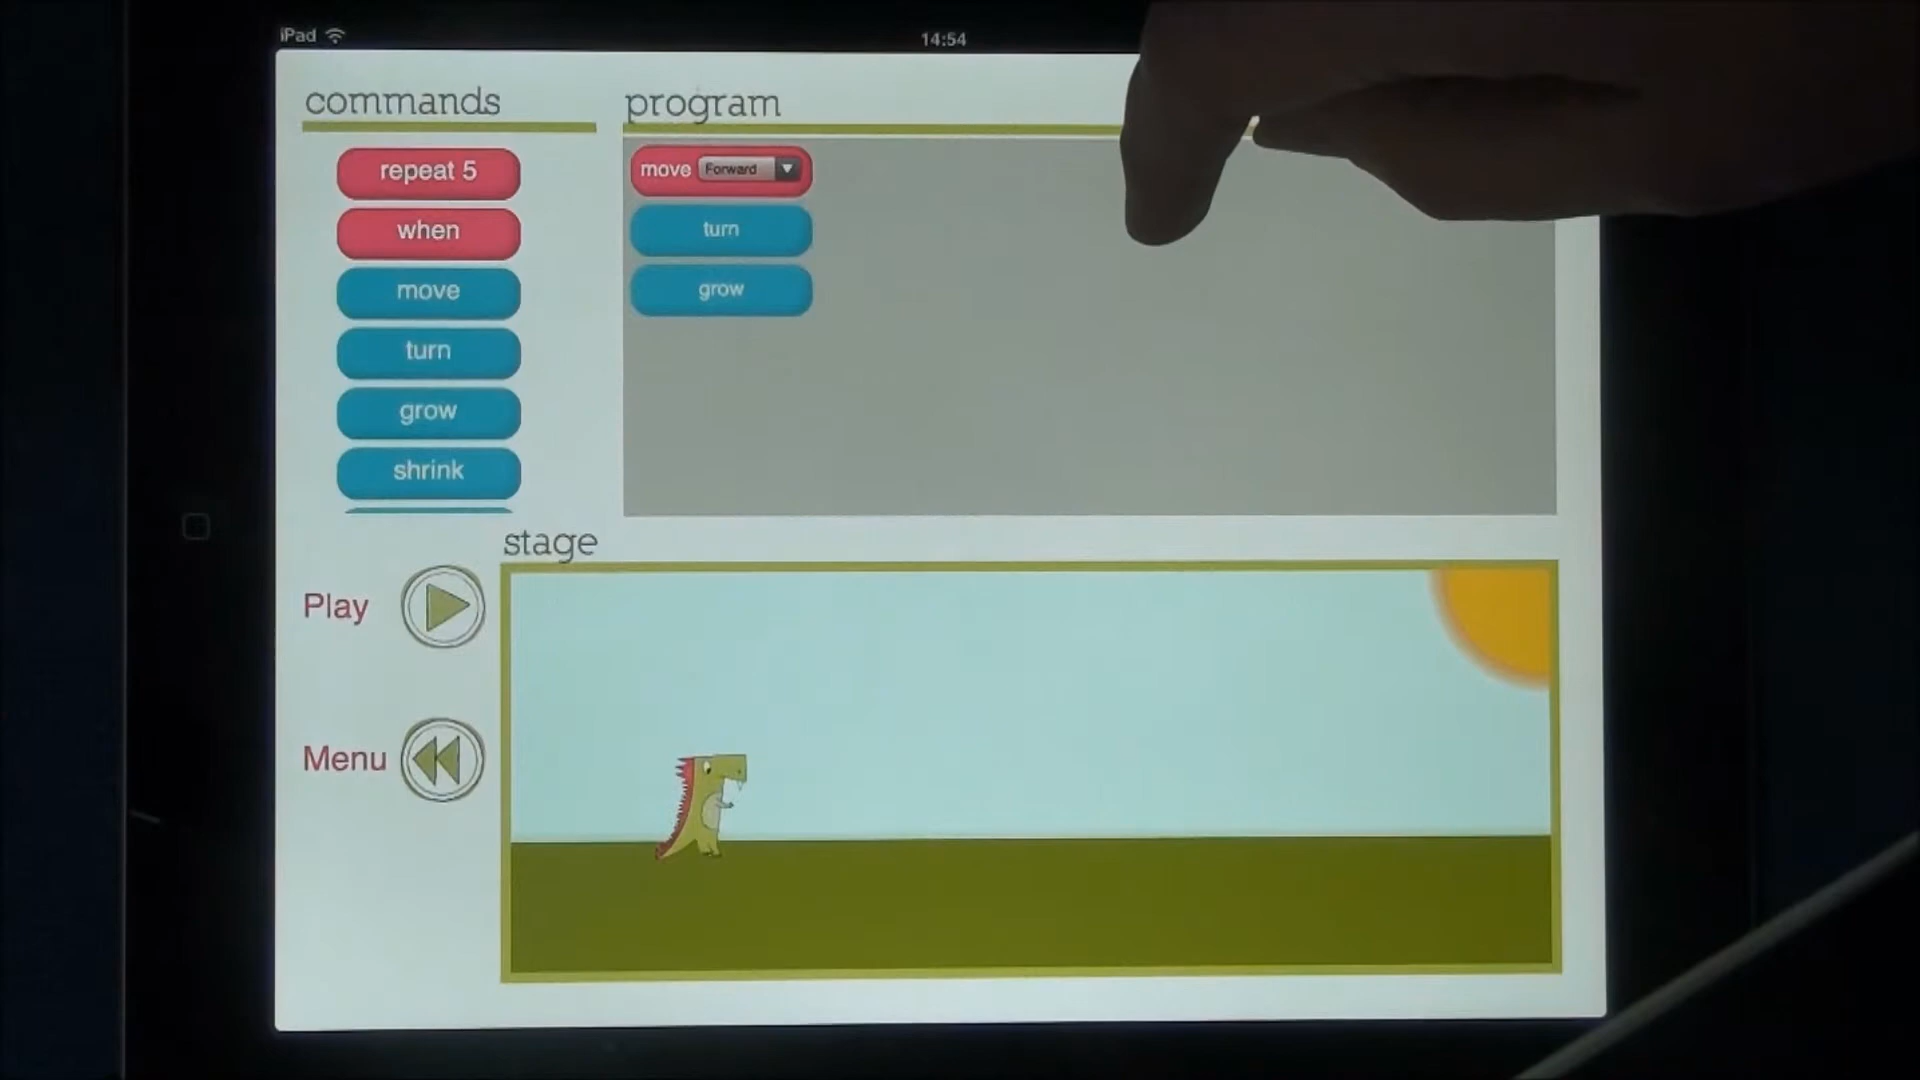 iPad
14:54
commands
repeat 5
when
move
turn
grow
shrink
program
move Forward
turn
grow
stage
Play
Menu